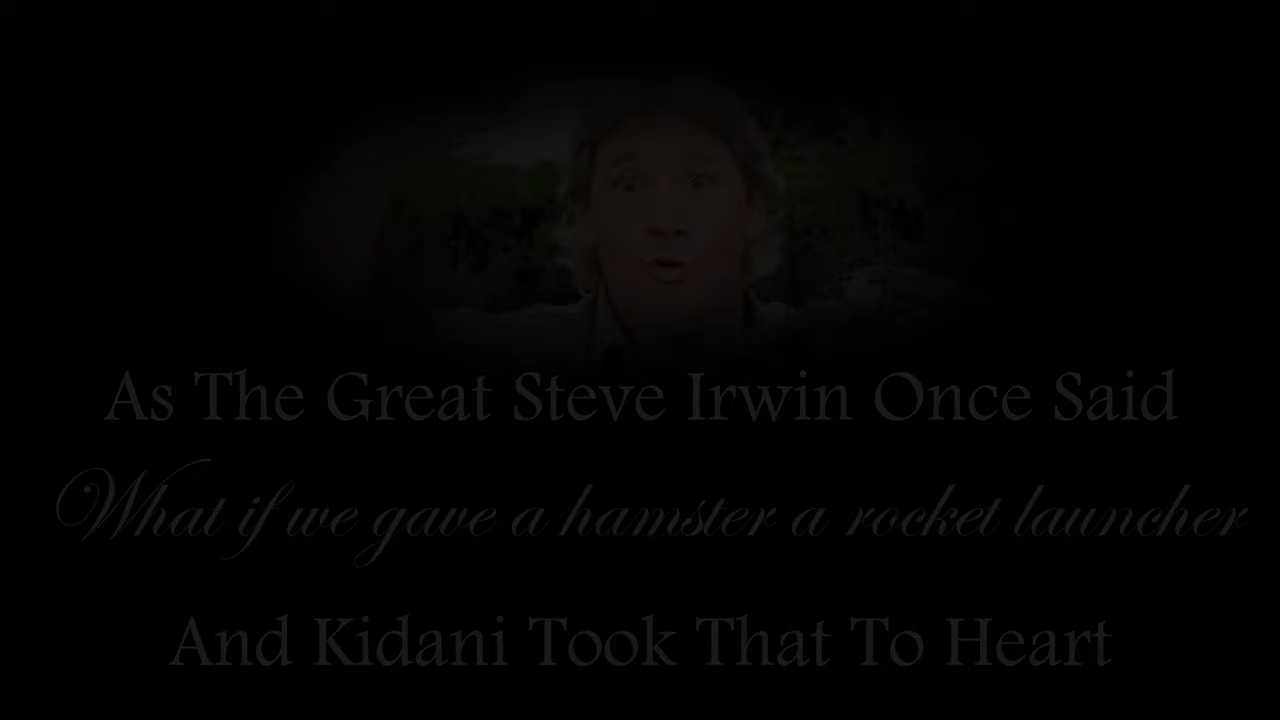 As The Great Steve Irwin Once Said
What if we gave a hamster a rocket launcher
And Kidani Took That To Heart